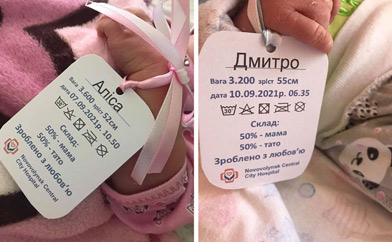 Аліса
Вага 3.600 зріст 52см
дата 07.09.2021р. 10.50
Склад:
50% - мама
50% - тато
Зроблено з любов'ю
Novovolynsk Central
City Hospital
Дмитро
Вага 3.200 зріст 55см
дата 10.09.2021р. 06.35
30
Склад:
50% - мама
50% - тато
Зроблено з любов'ю
Novovolynsk Central
City Hospital